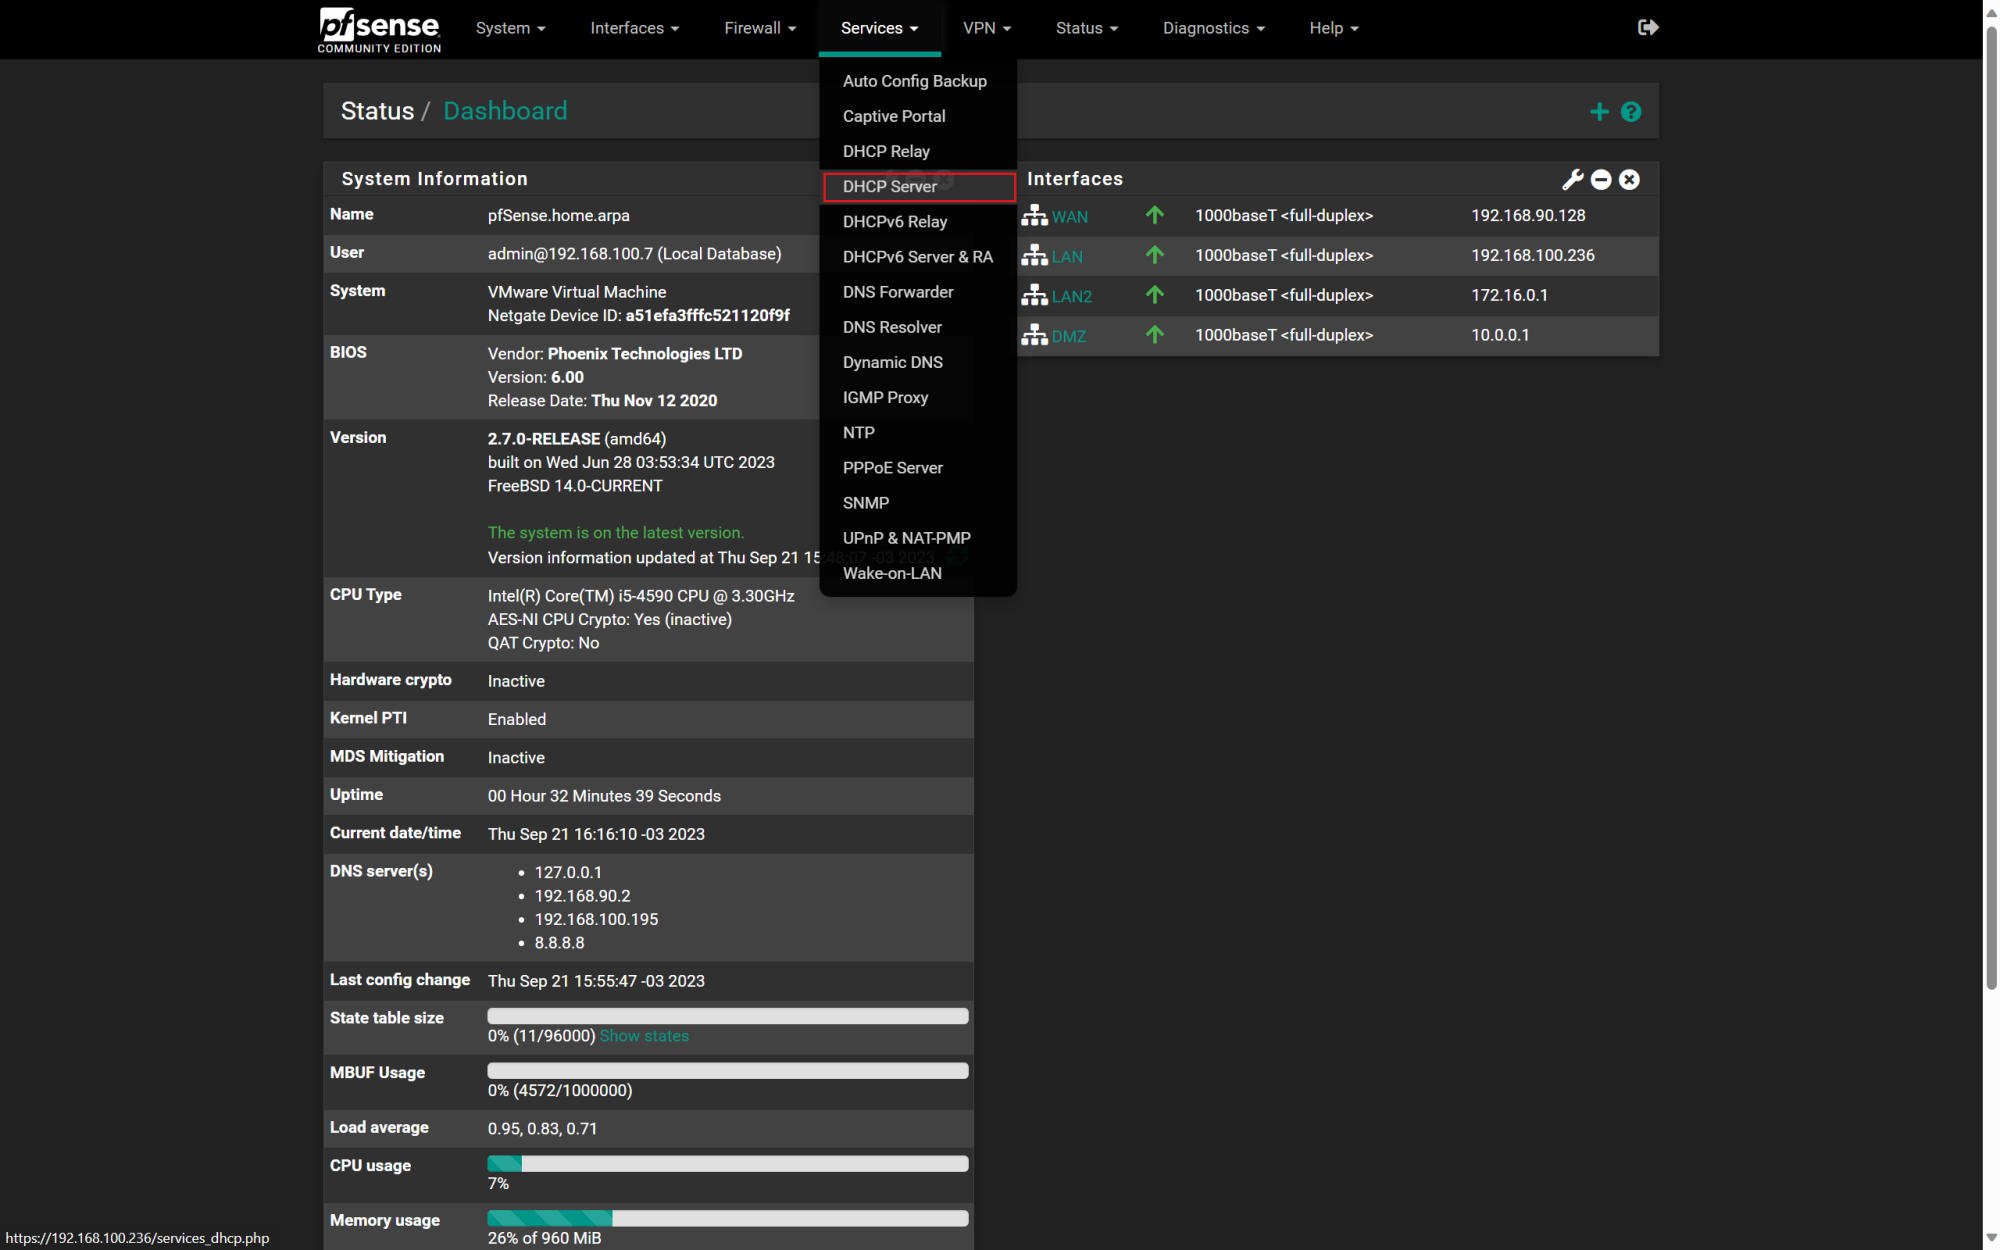 pfsense
COMMUNITY EDITION
System
Interfaces
Firewall
Services
VPN
Status
Diagnostics
Help
Auto Config Backup
Captive Portal
DHCP Relay
DHCP Server
DHCPv6 Relay
DHCPv6 Server & RA
DNS Forwarder
DNS Resolver
Dynamic DNS
IGMP Proxy
NTP
PPPoE Server
SNMP
UPnP & NAT-PMP
Wake-on-LAN
Status / Dashboard
System Information
Name pfSense.home.arpa
User admin@192.168.100.7 (Local Database)
System VMware Virtual Machine
Netgate Device ID: a51efa3fffc521120f9f
BIOS Vendor: Phoenix Technologies LTD
Version: 6.00
Release Date: Thu Nov 12 2020
Version 2.7.0-RELEASE (amd64)
built on Wed Jun 28 03:53:34 UTC 2023
FreeBSD 14.0-CURRENT
The system is on the latest version.
Version information updated at Thu Sep 21 15:48:07 -03 2023
CPU Type Intel(R) Core(TM) i5-4590 CPU @ 3.30GHz
AES-NI CPU Crypto: Yes (inactive)
QAT Crypto: No
Hardware crypto Inactive
Kernel PTI Enabled
MDS Mitigation Inactive
Uptime 00 Hour 32 Minutes 39 Seconds
Current date/time Thu Sep 21 16:16:10 -03 2023
DNS server(s)
• 127.0.0.1
• 192.168.90.2
• 192.168.100.195
• 8.8.8.8
Last config change Thu Sep 21 15:55:47 -03 2023
State table size
0% (11/96000) Show states
MBUF Usage
0% (4572/1000000)
Load average 0.95, 0.83, 0.71
CPU usage
7%
Memory usage
26% of 960 MiB
Interfaces
WAN 1000baseT <full-duplex> 192.168.90.128
LAN 1000baseT <full-duplex> 192.168.100.236
LAN2 1000baseT <full-duplex> 172.16.0.1
DMZ 1000baseT <full-duplex> 10.0.0.1
https://192.168.100.236/services_dhcp.php